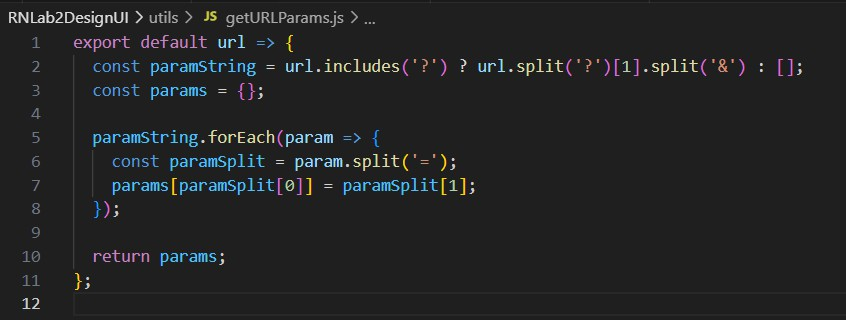 RNLab2DesignUI > utils > JS getURLParams.js > ...
1 export default url => {
2   const paramString = url.includes('?') ? url.split('?')[1].split('&') : [];
3   const params = {};
4
5   paramString.forEach(param => {
6     const paramSplit = param.split('=');
7     params[paramSplit[0]] = paramSplit[1];
8   });
9
10   return params;
11 };
12